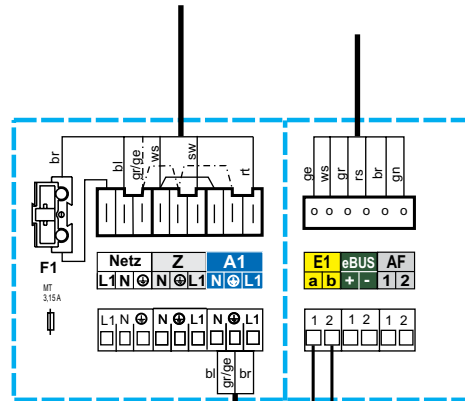 br
bl
gr/ge
ws
sw
rt
ge
ws
gr
rs
br
gn
F1
MT
3,15A
Netz Z A1
L1 N N L1 N L1
E1 eBUS AF
a b + - 1 2
L1 N N L1 N L1
1 2 1 2 1 2
bl
gr/ge
br